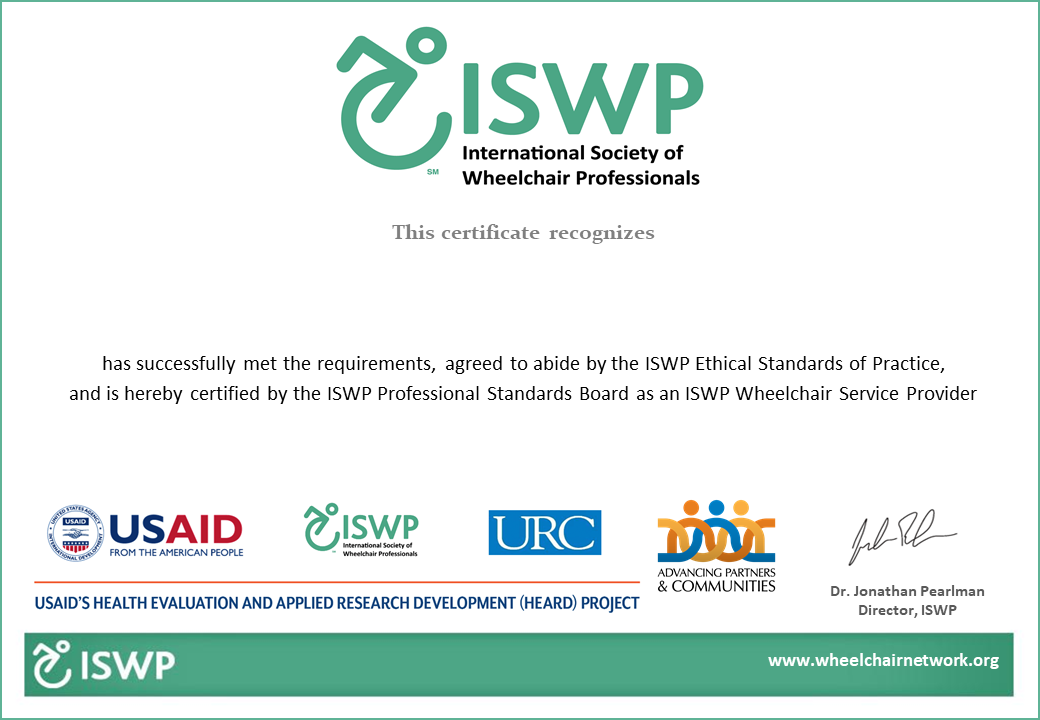 ISWP
International Society of
Wheelchair Professionals
SM
This certificate recognizes
has successfully met the requirements, agreed to abide by the ISWP Ethical Standards of Practice,
and is hereby certified by the ISWP Professional Standards Board as an ISWP Wheelchair Service Provider
UNITED STATES AGENCY
INTERNATIONAL DEVELOPMENT
USAID
USAID
FROM THE AMERICAN PEOPLE
ISWP
International Society of
Wheelchair Professionals
URC
ADVANCING PARTNERS
& COMMUNITIES
USAID'S HEALTH EVALUATION AND APPLIED RESEARCH DEVELOPMENT (HEARD) PROJECT
Dr. Jonathan Pearlman
Director, ISWP
ISWP
www.wheelchairnetwork.org